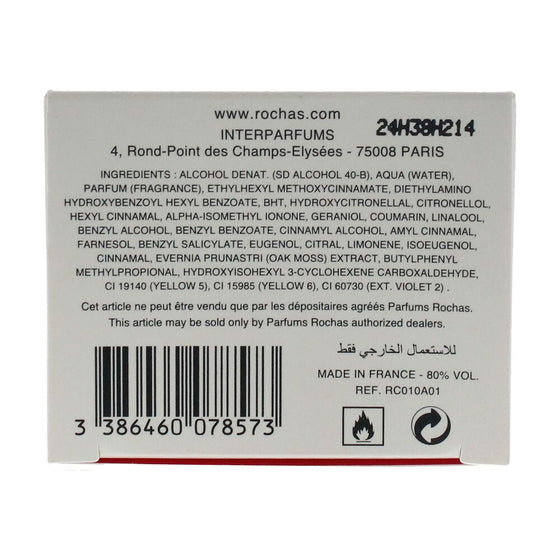 www.rochas.com
24H38H214
INTERPARFUMS
4, Rond-Point des Champs-Elysées - 75008 PARIS
INGREDIENTS : ALCOHOL DENAT. (SD ALCOHOL 40-B), AQUA (WATER),
PARFUM (FRAGRANCE), ETHYLHEXYL METHOXYCINNAMATE, DIETHYLAMINO
HYDROXYBENZOYL HEXYL BENZOATE, BHT, HYDROXYCITRONELLAL, CITRONELLOL,
HEXYL CINNAMAL, ALPHA-ISOMETHYL IONONE, GERANIOL, COUMARIN, LINALOOL,
BENZYL ALCOHOL, BENZYL BENZOATE, CINNAMYL ALCOHOL, AMYL CINNAMAL,
FARNESOL, BENZYL SALICYLATE, EUGENOL, CITRAL, LIMONENE, ISOEUGENOL,
CINNAMAL, EVERNIA PRUNASTRI (OAK MOSS) EXTRACT, BUTYLPHENYL
METHYLPROPIONAL, HYDROXYISOHEXYL 3-CYCLOHEXENE CARBOXALDEHYDE,
CI 19140 (YELLOW 5), CI 15985 (YELLOW 6), CI 60730 (EXT. VIOLET 2) .
Cet article ne peut être vendu que par les dépositaires agréés Parfums Rochas.
This article may be sold only by Parfums Rochas authorized dealers.
للاستعمال الخارجي فقط
MADE IN FRANCE - 80% VOL.
REF. RC010A01
3 386460 078573